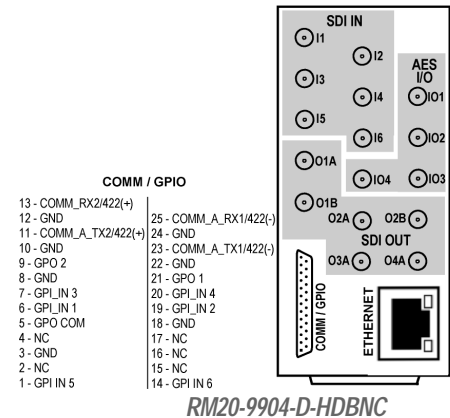 SDI IN
I1
I2
AES
I/O
I3
I4
IO1
I5
I6
IO2
O1A
IO4
IO3
O1B
O2A
O2B
SDI OUT
O3A
O4A
COMM / GPIO
ETHERNET
COMM / GPIO
13 - COMM_RX2/422(+)
12 - GND
11 - COMM_A_TX2/422(+)
10 - GND
9 - GPO 2
8 - GND
7 - GPI_IN 3
6 - GPI_IN 1
5 - GPO COM
4 - NC
3 - GND
2 - NC
1 - GPI IN 5
25 - COMM_A_RX1/422(-)
24 - GND
23 - COMM_A_TX1/422(-)
22 - GND
21 - GPO 1
20 - GPI_IN 4
19 - GPI_IN 2
18 - GND
17 - NC
16 - NC
15 - NC
14 - GPI IN 6
RM20-9904-D-HDBNC